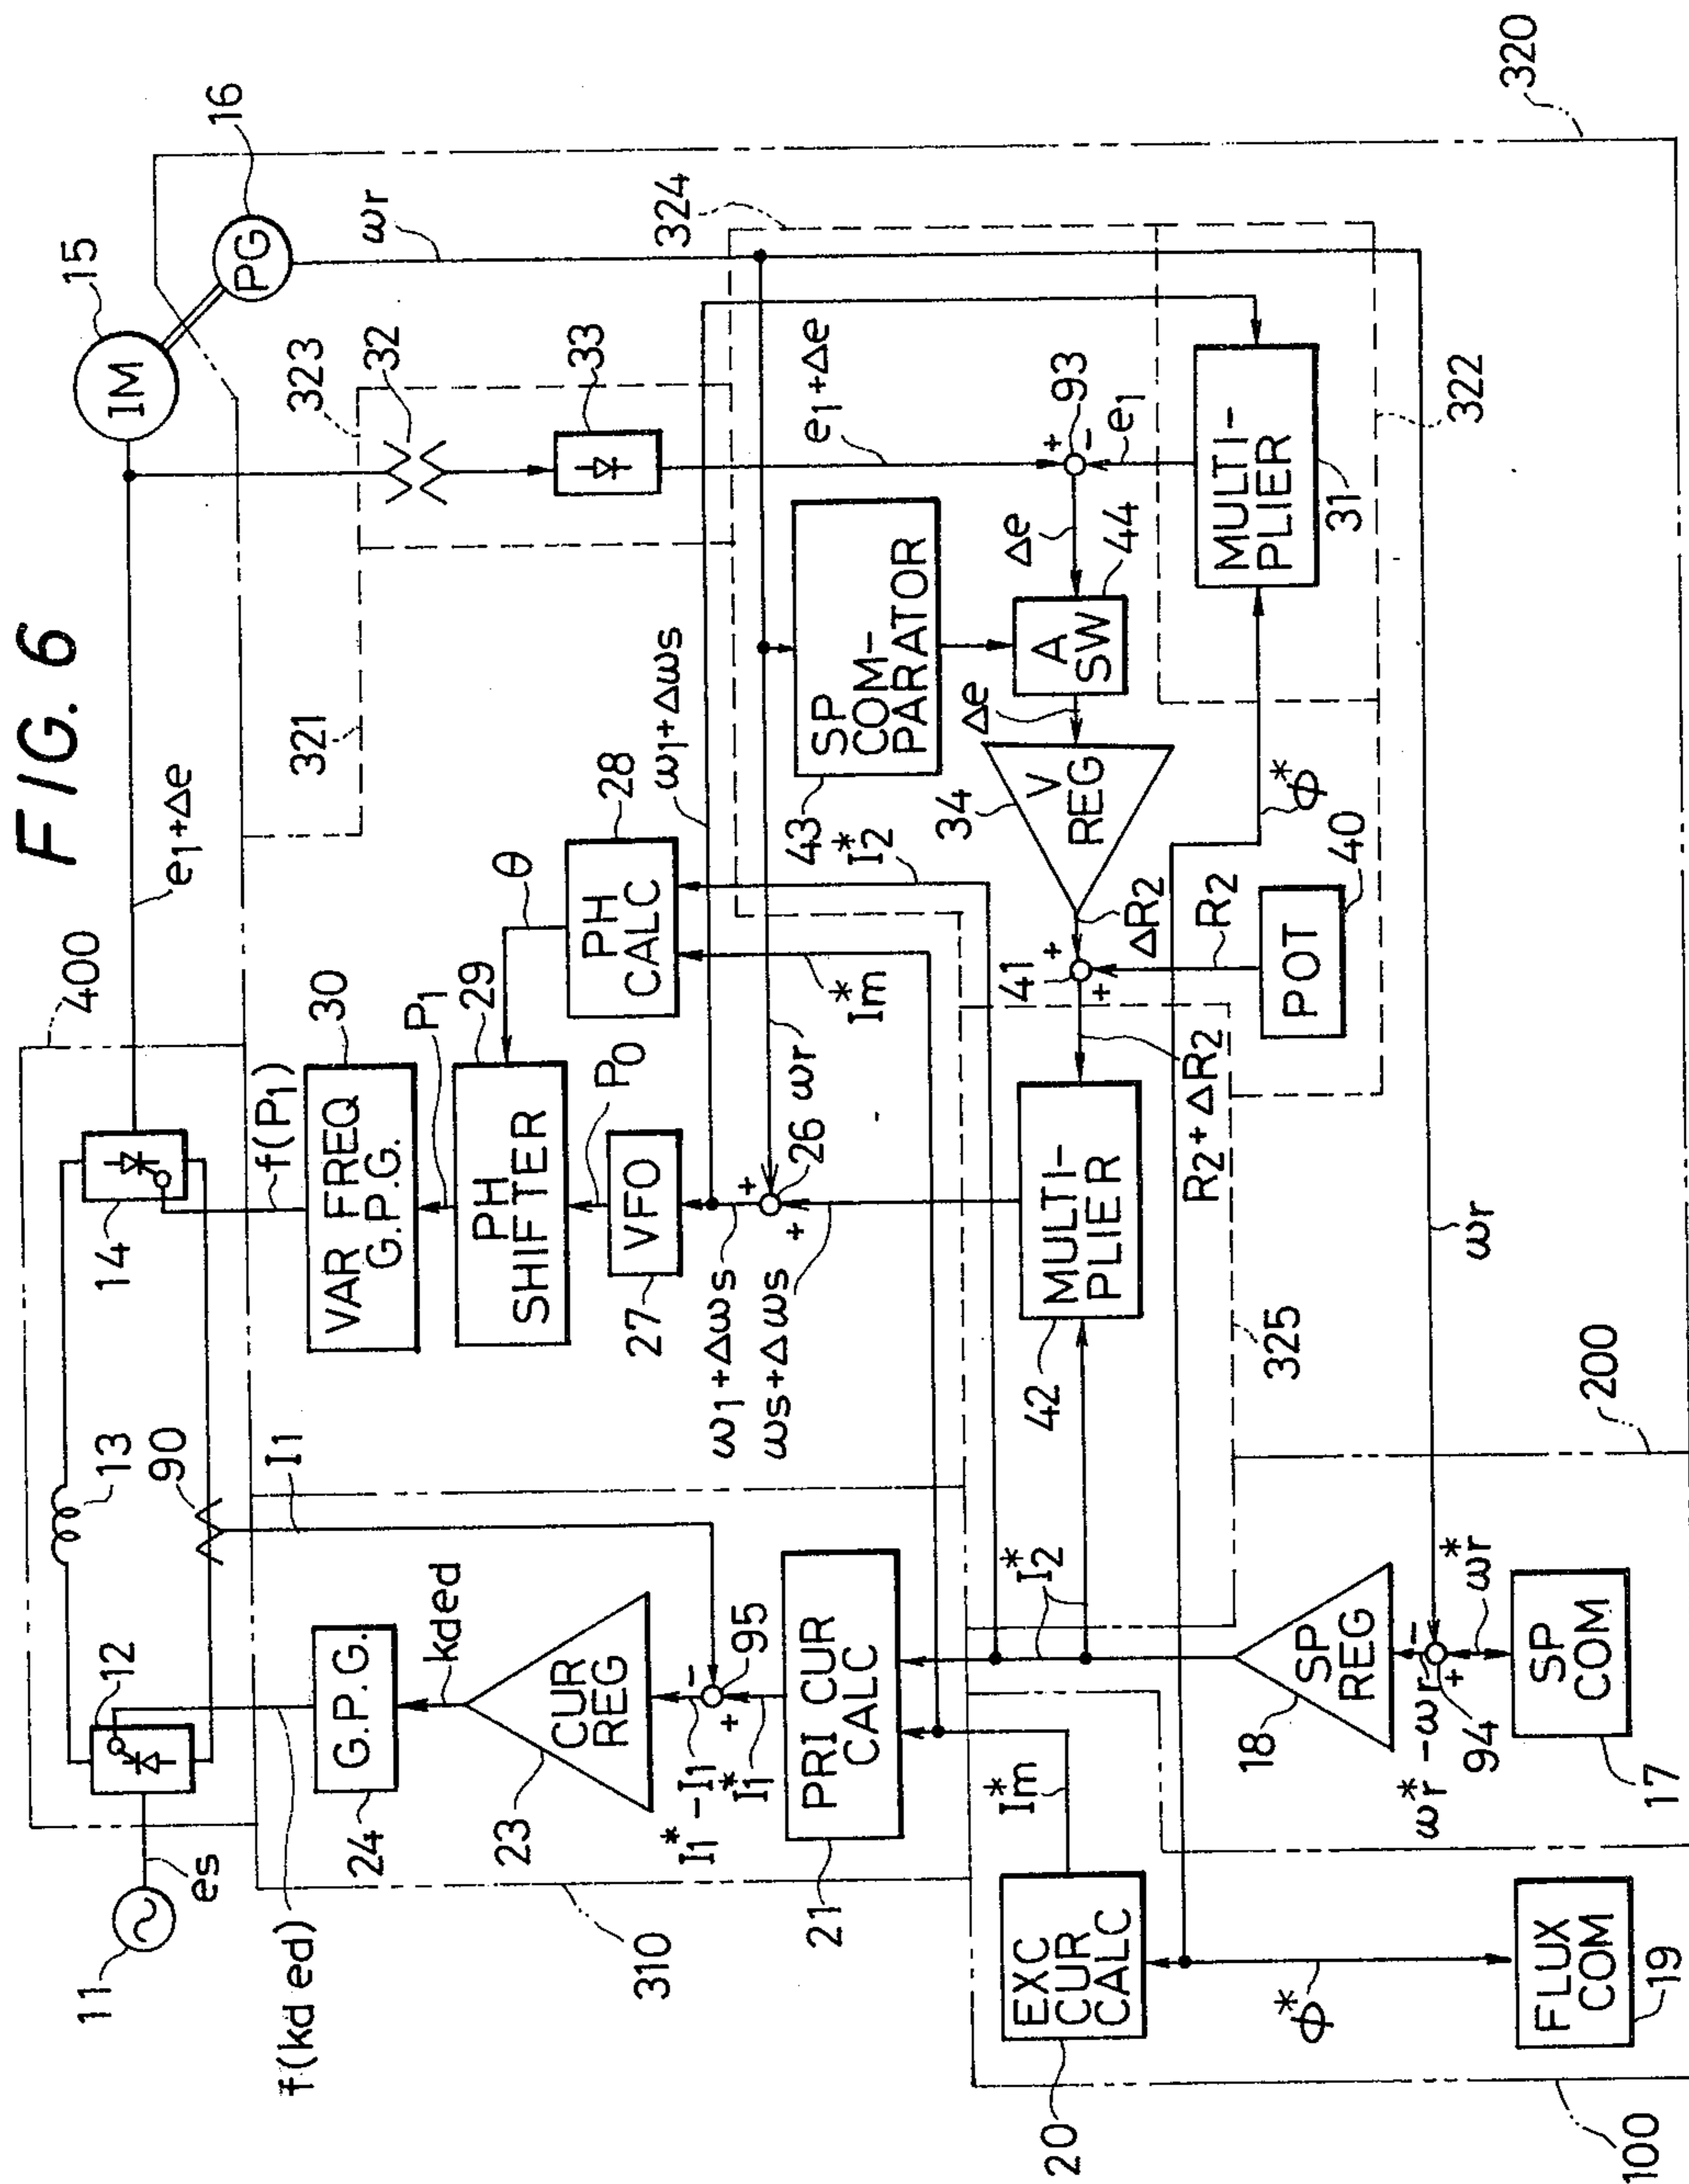 FIG. 6
11
es
12
13
90
14
400
e1+Δe
IM
15
PG
16
ωr
f(kd ed)
G.P.G.
24
kded
CUR
REG
23
I1
95
+
-
I1*-I1
I1*
PRI CUR
CALC
21
310
f(P1)
VAR FREQ
G.P.G.
30
P1
PH
SHIFTER
29
P0
VFO
27
θ
PH
CALC
28
ω1+Δωs
ωs+Δωs
+
+
26
ωr
ω1+Δωs
Im*
I2*
321
323
32
33
e1+Δe
324
SP
COM-
PARATOR
43
+
-
93
e1
Δe
A
SW
44
Δe
V
REG
34
ΔR2
+
+
41
R2
POT
40
R2+ΔR2
MULTI-
PLIER
42
MULTI-
PLIER
31
322
Φ*
325
320
ωr
I2*
Im*
EXC
CUR
CALC
20
Φ*
FLUX
COM
19
100
SP
REG
18
-
+
94
ωr*-ωr
ωr*
SP
COM
17
200